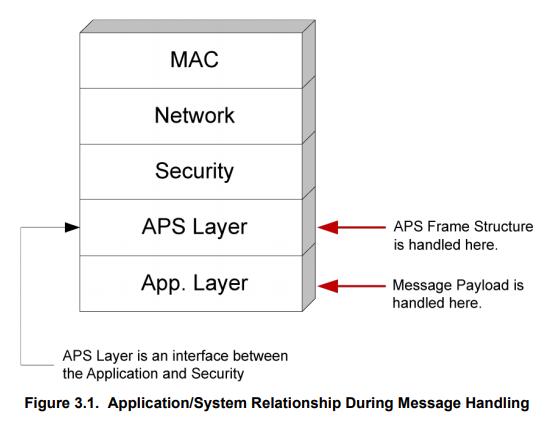 MAC
Network
Security
APS Layer
APS Frame Structure
is handled here.
App. Layer
Message Payload is
handled here.
APS Layer is an interface between
the Application and Security
Figure 3.1. Application/System Relationship During Message Handling